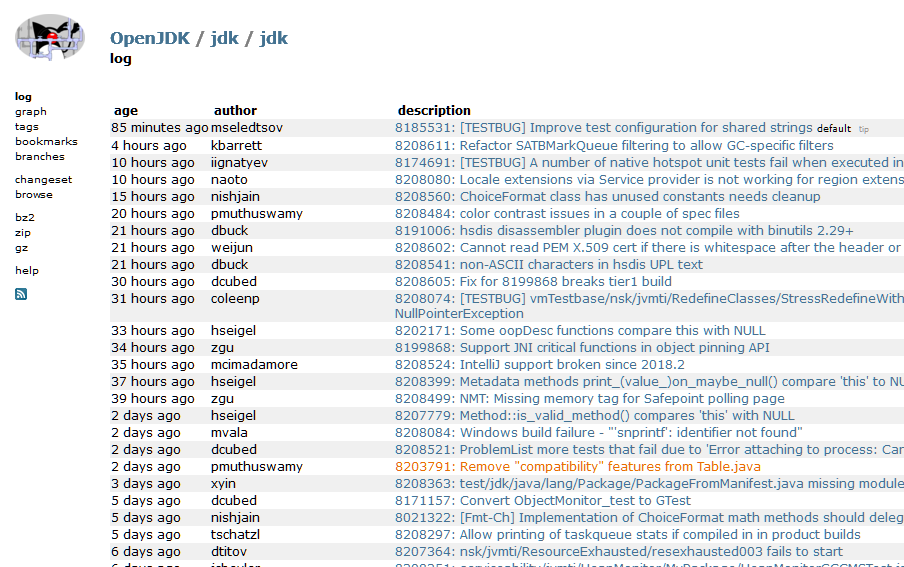 OpenJDK / jdk / jdk
log
log
graph
tags
bookmarks
branches
changeset
browse
bz2
zip
gz
help
age author description
85 minutes ago mseledtsov 8185531: [TESTBUG] Improve test configuration for shared strings default tip
4 hours ago kbarrett 8208611: Refactor SATBMarkQueue filtering to allow GC-specific filters
10 hours ago iignatyev 8174691: [TESTBUG] A number of native hotspot unit tests fail when executed in
10 hours ago naoto 8208080: Locale extensions via Service provider is not working for region extens
15 hours ago nishjain 8208560: ChoiceFormat class has unused constants needs cleanup
20 hours ago pmuthuswamy 8208484: color contrast issues in a couple of spec files
21 hours ago dbuck 8191006: hsdis disassembler plugin does not compile with binutils 2.29+
21 hours ago weijun 8208602: Cannot read PEM X.509 cert if there is whitespace after the header or
21 hours ago dbuck 8208541: non-ASCII characters in hsdis UPL text
30 hours ago dcubed 8208605: Fix for 8199868 breaks tier1 build
31 hours ago coleenp 8208074: [TESTBUG] vmTestbase/nsk/jvmti/RedefineClasses/StressRedefineWith
NullPointerException
33 hours ago hseigel 8202171: Some oopDesc functions compare this with NULL
34 hours ago zgu 8199868: Support JNI critical functions in object pinning API
35 hours ago mcimadamore 8208524: IntelliJ support broken since 2018.2
37 hours ago hseigel 8208399: Metadata methods print_(value_)on_maybe_null() compare 'this' to NU
39 hours ago zgu 8208499: NMT: Missing memory tag for Safepoint polling page
2 days ago hseigel 8207779: Method::is_valid_method() compares 'this' with NULL
2 days ago mvala 8208084: Windows build failure - "'snprintf': identifier not found"
2 days ago dcubed 8208521: ProblemList more tests that fail due to 'Error attaching to process: Can
2 days ago pmuthuswamy 8203791: Remove "compatibility" features from Table.java
3 days ago xyin 8208363: test/jdk/java/lang/Package/PackageFromManifest.java missing module
5 days ago dcubed 8171157: Convert ObjectMonitor_test to GTest
5 days ago nishjain 8021322: [Fmt-Ch] Implementation of ChoiceFormat math methods should deleg
5 days ago tschatzl 8208297: Allow printing of taskqueue stats if compiled in in product builds
6 days ago dtitov 8207364: nsk/jvmti/ResourceExhausted/resexhausted003 fails to start